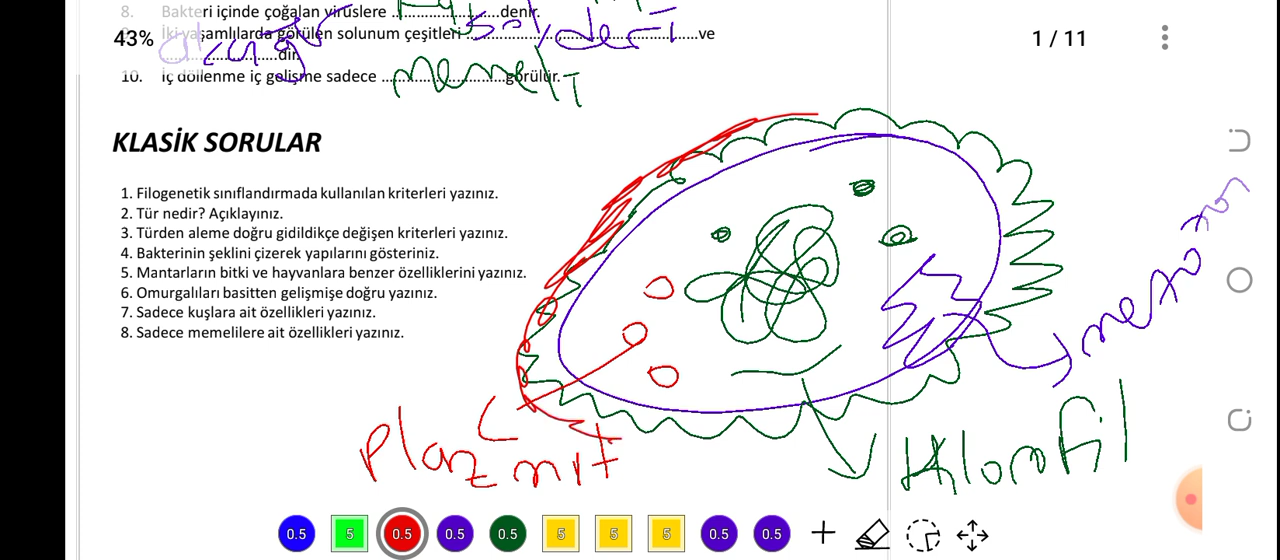 8. Bakteri içinde çoğalan virüslere ..................denir.
İki yaşamlılarda görülen solunum çeşitleri sol/deri ve
akciğer dir.
10. İç döllenme iç gelişme sadece memeli görülür.
43%
1 / 11
KLASİK SORULAR
1. Filogenetik sınıflandırmada kullanılan kriterleri yazınız.
2. Tür nedir? Açıklayınız.
3. Türden aleme doğru gidildikçe değişen kriterleri yazınız.
4. Bakterinin şeklini çizerek yapılarını gösteriniz.
5. Mantarların bitki ve hayvanlara benzer özelliklerini yazınız.
6. Omurgalıları basitten gelişmişe doğru yazınız.
7. Sadece kuşlara ait özellikleri yazınız.
8. Sadece memelilere ait özellikleri yazınız.
mezozom
Plazmit
Klorofil
0.5 5 0.5 0.5 0.5 5 5 5 0.5 0.5